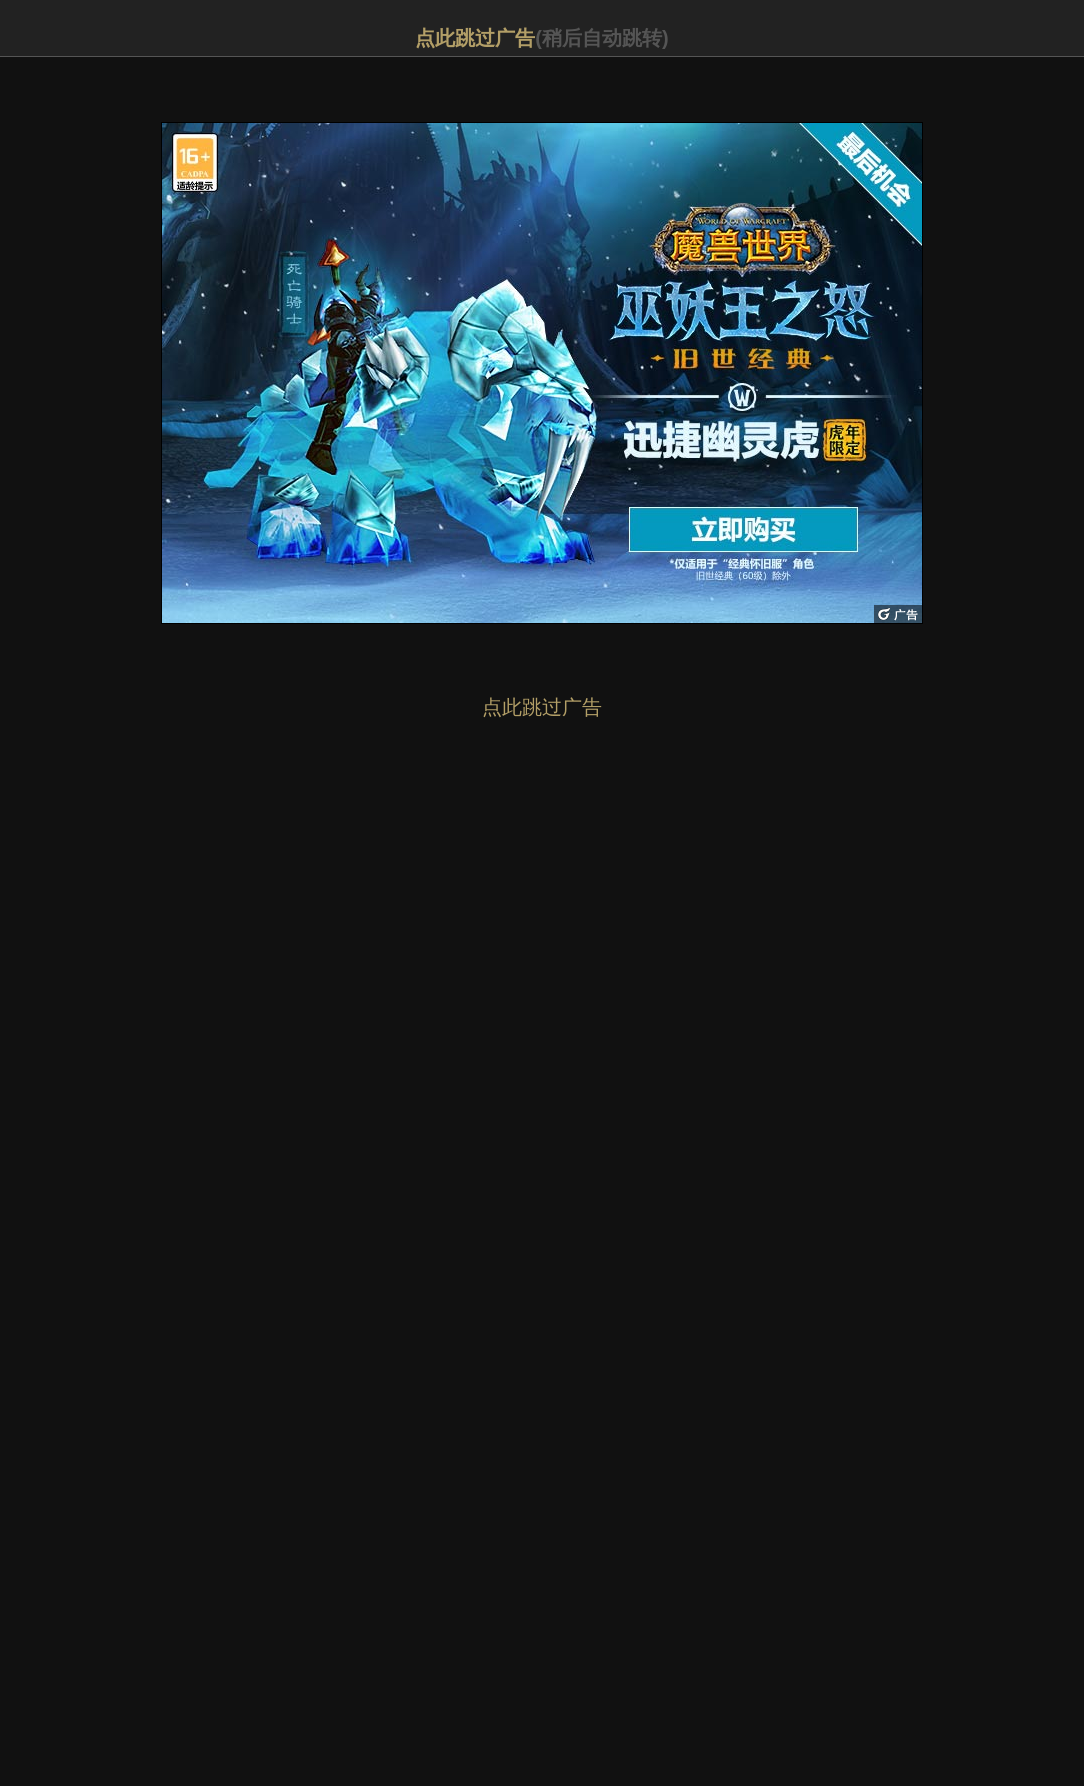 点此跳过广告(稍后自动跳转)
16+
CADPA
适龄提示
最后机会
死亡骑士
WORLD OF WARCRAFT
魔兽世界
巫妖王之怒
旧世经典
W
迅捷幽灵虎
虎年
限定
立即购买
*仅适用于“经典怀旧服”角色
旧世经典（60级）除外
广告
点此跳过广告